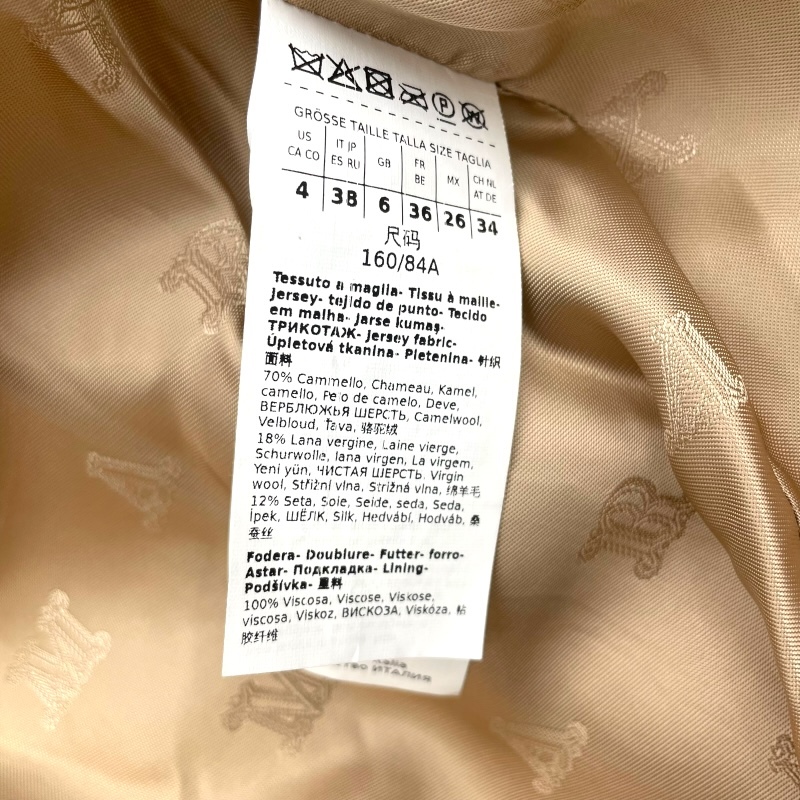 GRÖSSE TAILLE TALLA SIZE TAGLIA
US CA CO IT JP ES RU GB FR BE MX CH NL AT DE
4 38 6 36 26 34
尺码
160/84A
Tessuto a maglia- Tissu à maille-
Jersey- tejido de punto- Tecido
em malha- Jarse kumaş-
ТРИКОТАЖ- Jersey fabric-
Úpletová tkanina- Pletenina- 针织
面料
70% Cammello, Chameau, Kamel,
camello, Pelo de camelo, Deve,
ВЕРБЛЮЖЬЯ ШЕРСТЬ, Camelwool,
Velbloud, Ťava, 骆驼绒
18% Lana vergine, Laine vierge,
Schurwolle, lana virgen, La virgem,
Yeni yün, ЧИСТАЯ ШЕРСТЬ, Virgin
wool, Střižní vlna, Strižná vlna, 绵羊毛
12% Seta, Soie, Seide, seda, Seda,
İpek, ШЁЛК, Silk, Hedvábí, Hodváb, 桑
蚕丝
Fodera- Doublure- Futter- forro-
Astar- Подкладка- Lining-
Podšívka- 里料
100% Viscosa, Viscose, Viskose,
viscosa, Viskoz, ВИСКОЗА, Viskóza, 粘
胶纤维